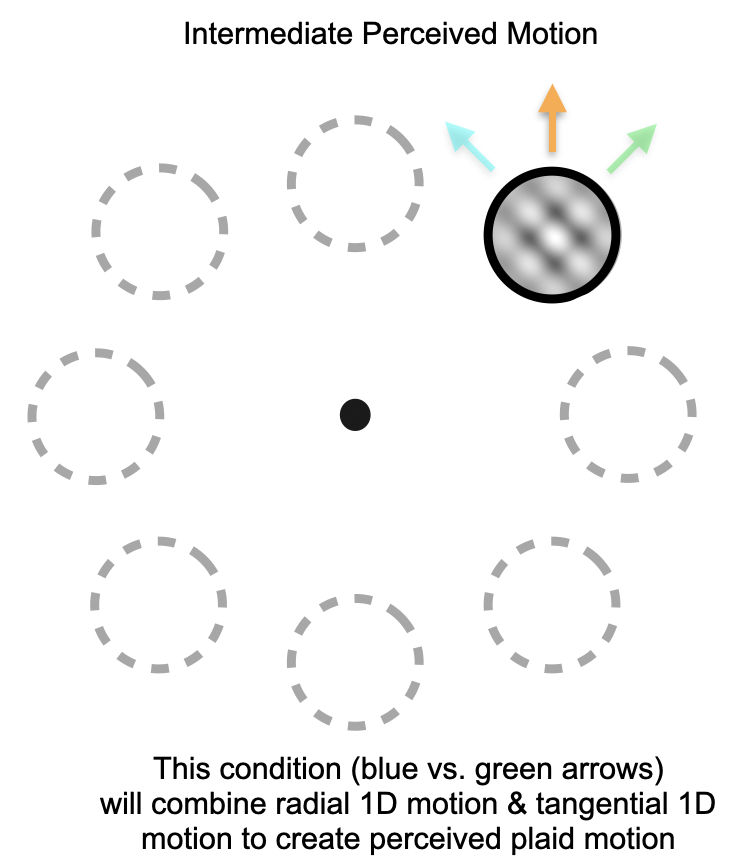 Intermediate Perceived Motion
This condition (blue vs. green arrows)
will combine radial 1D motion & tangential 1D
motion to create perceived plaid motion